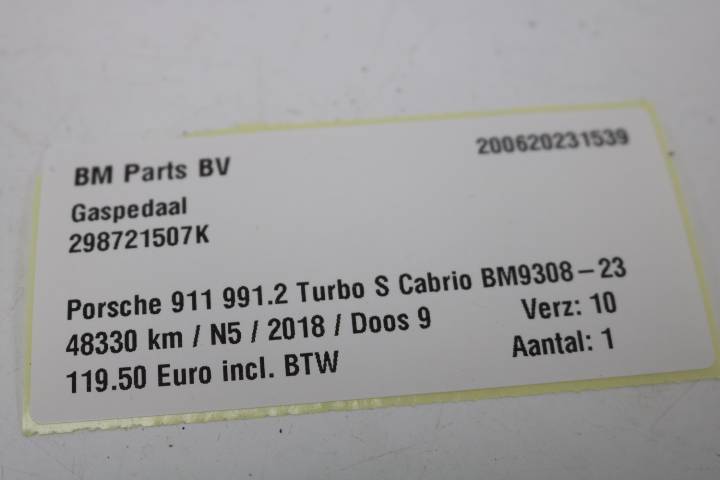 BM Parts BV 200620231539
Gaspedaal
298721507K
Porsche 911 991.2 Turbo S Cabrio BM9308-23
48330 km / N5 / 2018 / Doos 9 Verz: 10
119.50 Euro incl. BTW Aantal: 1